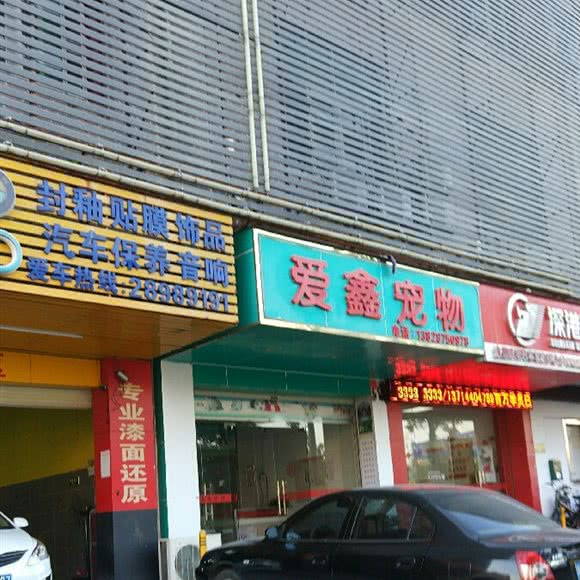 封釉贴膜饰品
汽车保养音响
爱车热线:28989191
专业漆面还原
爱鑫宠物
深港